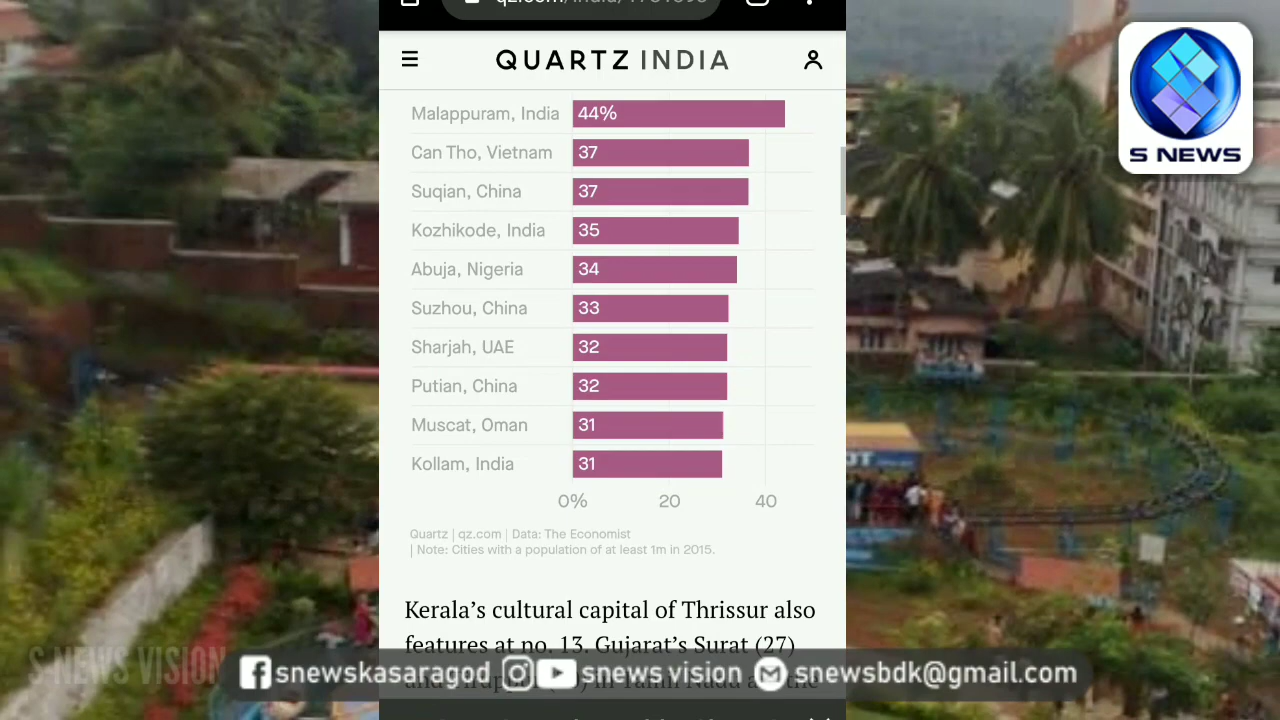 QUARTZ INDIA
Malappuram, India 44%
Can Tho, Vietnam 37
Suqian, China 37
Kozhikode, India 35
Abuja, Nigeria 34
Suzhou, China 33
Sharjah, UAE 32
Putian, China 32
Muscat, Oman 31
Kollam, India 31
0% 20 40
Quartz | qz.com | Data: The Economist
| Note: Cities with a population of at least 1m in 2015.
Kerala’s cultural capital of Thrissur also
features at no. 13. Gujarat’s Surat (27)
S NEWS
S NEWS VISION
snewskasaragod snews vision snewsbdk@gmail.com